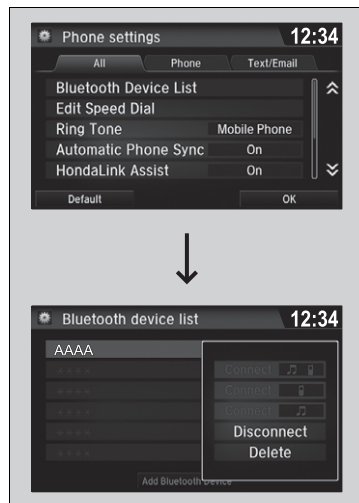 Phone settings 12:34
All Phone Text/Email
Bluetooth Device List
Edit Speed Dial
Ring Tone Mobile Phone
Automatic Phone Sync On
HondaLink Assist On
Default OK
Bluetooth device list 12:34
AAAA
++++ Connect
++++ Connect
++++ Connect
Disconnect
++++ Delete
Add Bluetooth Device